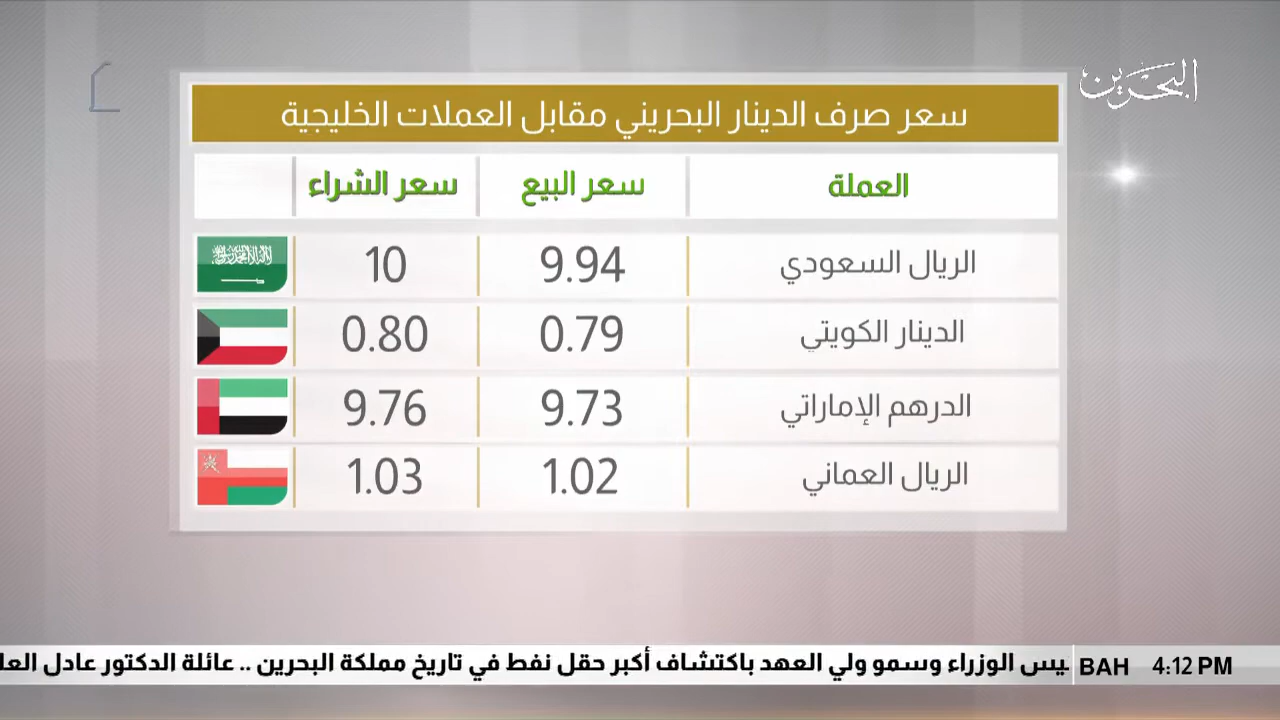 البحرين
سعر صرف الدينار البحريني مقابل العملات الخليجية
العملة سعر البيع سعر الشراء
الريال السعودي 9.94 10
الدينار الكويتي 0.79 0.80
الدرهم الإماراتي 9.73 9.76
الريال العماني 1.02 1.03
BAH 4:12 PM
الوزراء وسمو ولي العهد باكتشاف أكبر حقل نفط في تاريخ مملكة البحرين .. عائلة الدكتور عادل